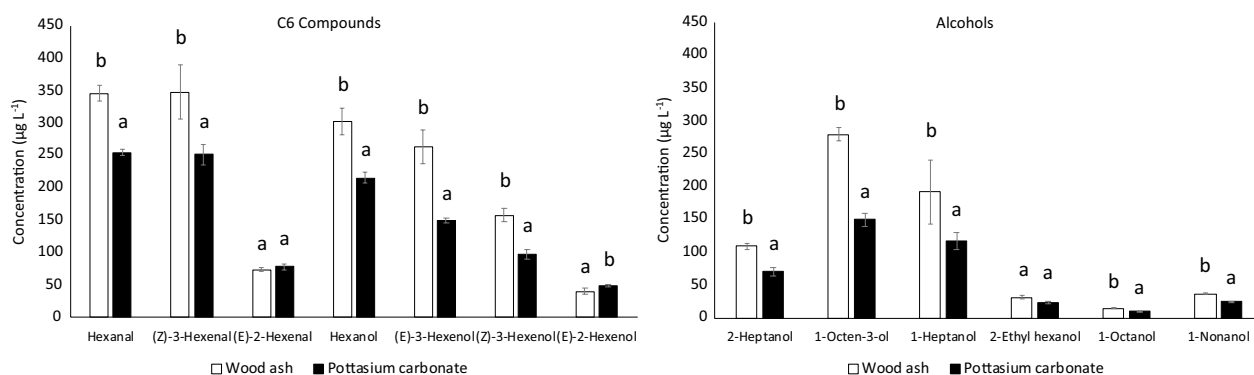 C6 Compounds
Concentration (µg L⁻¹)
450
400
350
300
250
200
150
100
50
0
b
a
b
a
a
a
b
a
b
a
b
a
a
b
Hexanal
(Z)-3-Hexenal
(E)-2-Hexenal
Hexanol
(E)-3-Hexenol
(Z)-3-Hexenol
(E)-2-Hexenol
Wood ash
Pottasium carbonate
Alcohols
Concentration (µg L⁻¹)
450
400
350
300
250
200
150
100
50
0
b
a
b
a
b
a
a
a
b
a
b
a
2-Heptanol
1-Octen-3-ol
1-Heptanol
2-Ethyl hexanol
1-Octanol
1-Nonanol
Wood ash
Pottasium carbonate